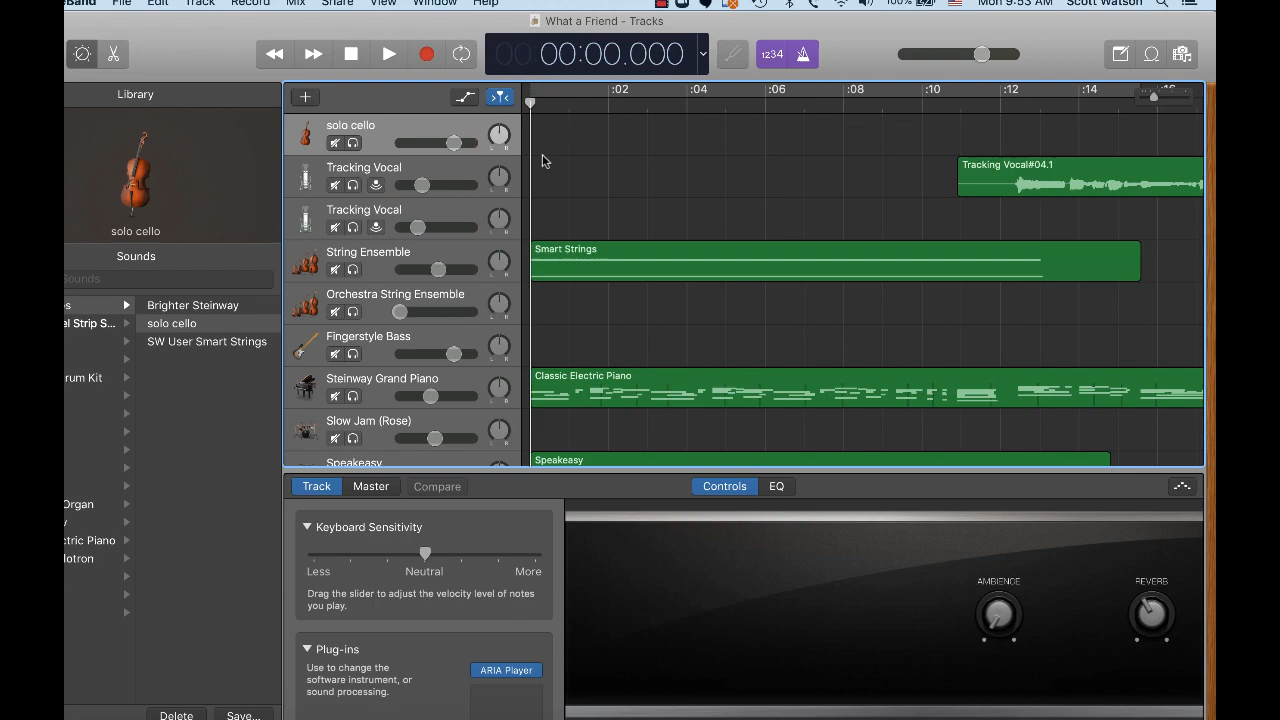 eBand File Edit Track Record Mix Share View Window Help 100% Mon 9:53 AM Scott Watson
What a Friend - Tracks
00:00.000
1234
Library
:02 :04 :06 :08 :10 :12 :14 :16
solo cello
Tracking Vocal
Tracking Vocal#04.1
Tracking Vocal
String Ensemble
Smart Strings
Orchestra String Ensemble
Fingerstyle Bass
Steinway Grand Piano
Classic Electric Piano
Slow Jam (Rose)
Speakeasy
Speakeasy
L R
L R
L R
L R
L R
L R
L R
L R
solo cello
Sounds
Sounds
s
Brighter Steinway
el Strip S...
solo cello
SW User Smart Strings
rum Kit
Organ
y
ctric Piano
lotron
Delete
Save...
Track Master Compare
Controls EQ
Keyboard Sensitivity
Less Neutral More
Drag the slider to adjust the velocity level of notes
you play.
Plug-ins
Use to change the
software instrument, or
sound processing.
ARIA Player
AMBIENCE
REVERB